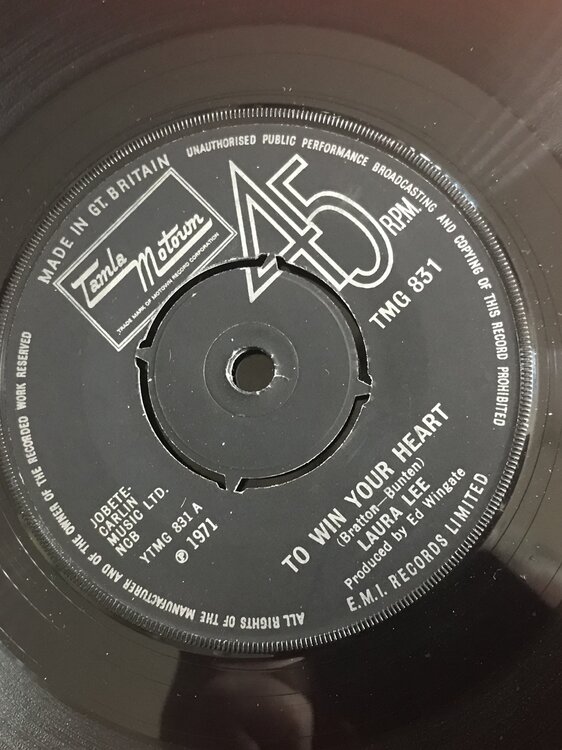 MADE IN GT. BRITAIN
UNAUTHORISED PUBLIC PERFORMANCE BROADCASTING AND COPYING OF THIS RECORD PROHIBITED.
Tamla
Motown
TRADE MARK OF MOTOWN RECORD CORPORATION
45
RPM.
TMG 831
JOBETE-
CARLIN
MUSIC LTD.
NCB
YTMG 831 A
℗ 1971
TO WIN YOUR HEART
(Bratton—Bunten)
LAURA LEE
Produced by Ed Wingate
E.M.I. RECORDS LIMITED
ALL RIGHTS OF THE MANUFACTURER AND OF THE OWNER OF THE RECORDED WORK RESERVED